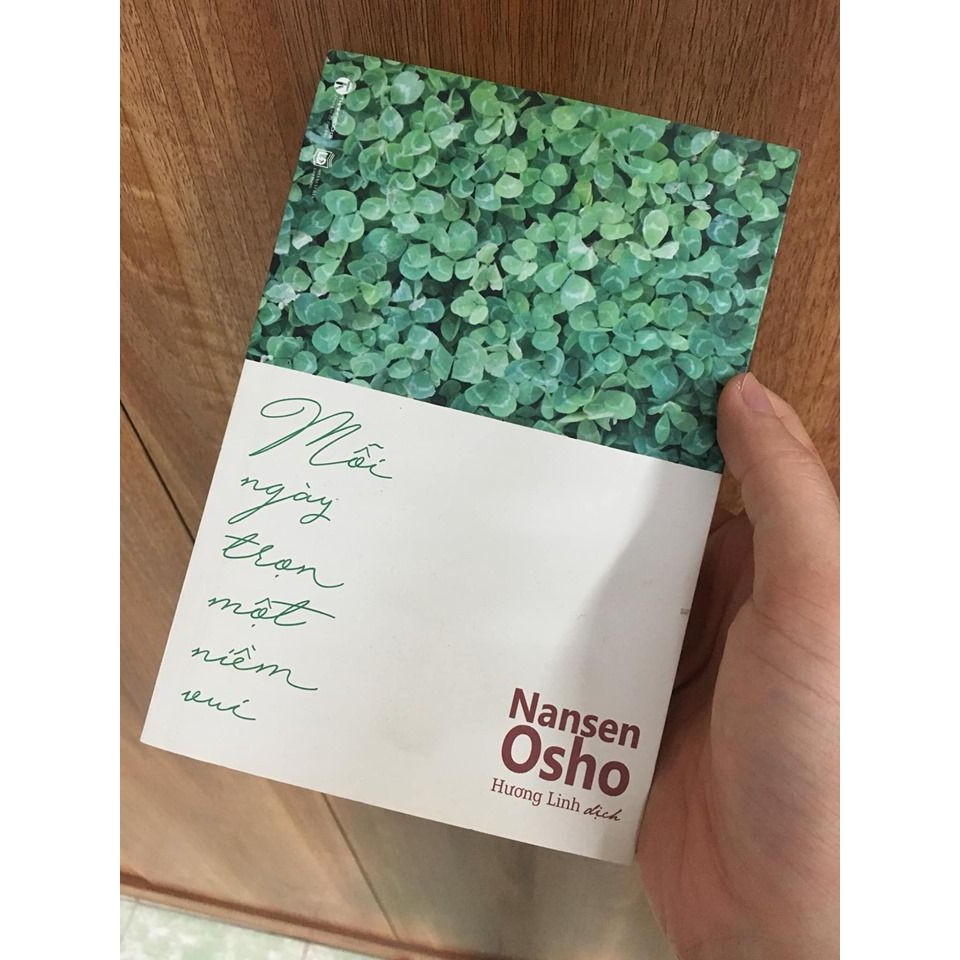 Mỗi
ngày
trọn
một
niềm
vui
Nansen
Osho
Hương Linh dịch